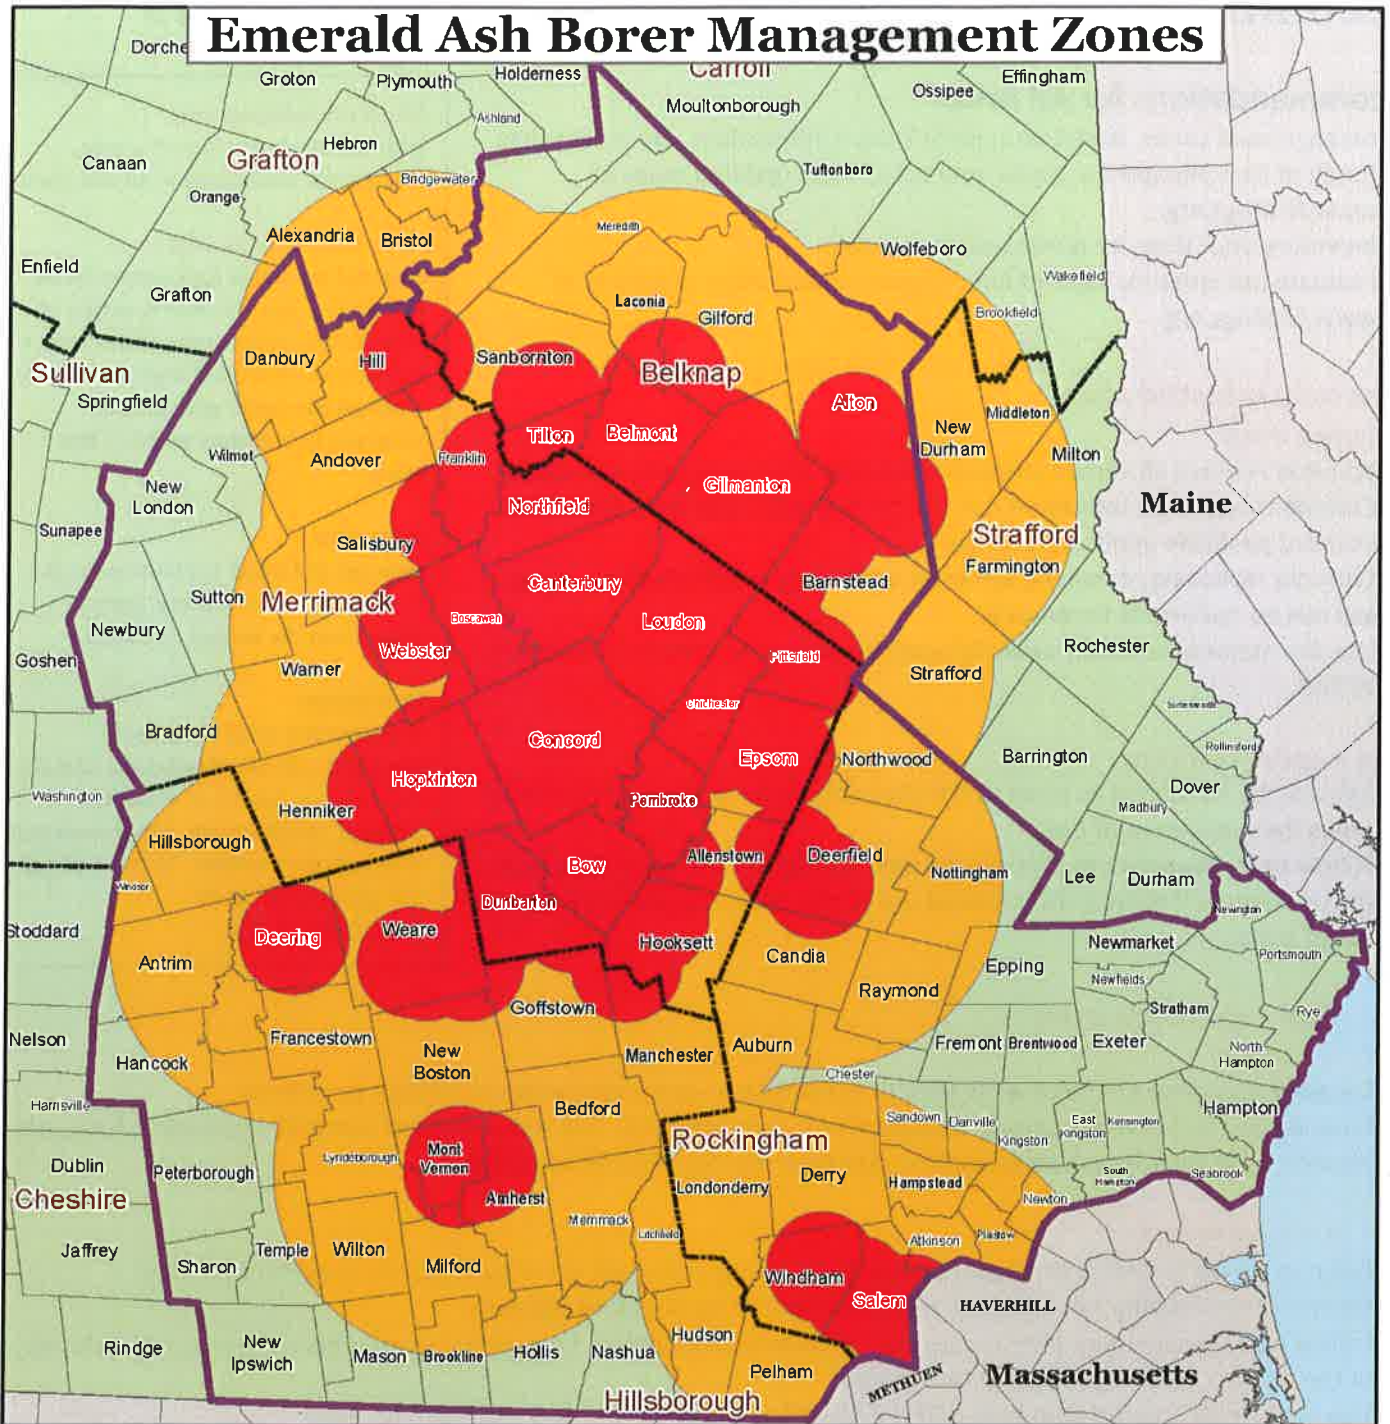 Emerald Ash Borer Management Zones
Dorche
Groton
Plymouth
Holderness
Carroll
Effingham
Ossipee
Moultonborough
Ashland
Hebron
Grafton
Canaan
Tuftonboro
Bridgewater
Orange
Meredith
Alexandria
Bristol
Wolfeboro
Enfield
Wakefield
Grafton
Laconia
Gilford
Brookfield
Danbury
Hill
Sanbornton
Sullivan
Belknap
Springfield
Alton
Middleton
New
Durham
Tilton
Belmont
Milton
Wilmot
Andover
Franklin
Gilmanton
New
London
Northfield
Maine
Sunapee
Salisbury
Strafford
Farmington
Canterbury
Barnstead
Sutton
Merrimack
Boscawen
Loudon
Newbury
Webster
Pittsfield
Rochester
Goshen
Warner
Strafford
Chichester
Somersworth
Bradford
Concord
Rollinsford
Epsom
Northwood
Barrington
Hopkinton
Dover
Washington
Pembroke
Madbury
Henniker
Hillsborough
Bow
Allenstown
Deerfield
Nottingham
Lee
Durham
Windsor
Dunbarton
Newington
Stoddard
Deering
Weare
Hooksett
Newmarket
Portsmouth
Antrim
Candia
Epping
Newfields
Raymond
Goffstown
Stratham
Rye
Nelson
Francestown
Hancock
New
Boston
Manchester
Auburn
Fremont
Brentwood
Exeter
North
Hampton
Chester
Harrisville
Bedford
Sandown
Danville
East
Kingston
Kensington
Hampton
Kingston
Rockingham
Dublin
Peterborough
Lyndeborough
Mont
Vernon
Derry
Hampstead
South
Hampton
Seabrook
Cheshire
Amherst
Londonderry
Newton
Merrimack
Litchfield
Atkinson
Plaistow
Jaffrey
Temple
Wilton
Sharon
Milford
Windham
Salem
HAVERHILL
Rindge
New
Ipswich
Mason
Brookline
Hollis
Nashua
Hudson
Pelham
METHUEN
Massachusetts
Hillsborough